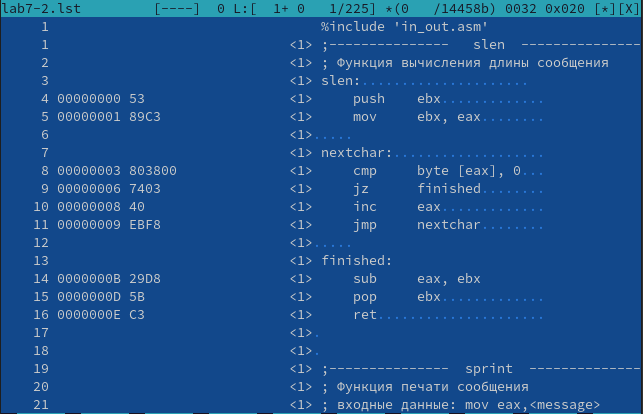 lab7-2.lst [----] 0 L:[ 1+ 0 1/225] *(0 /14458b) 0032 0x020 [*][X]
1 %include 'in_out.asm'
1 <1> ;--------------- slen ---------------
2 <1> ; Функция вычисления длины сообщения
3 <1> slen:.....................
4 00000000 53 <1> push ebx.............
5 00000001 89C3 <1> mov ebx, eax........
6 <1>.....
7 <1> nextchar:...................
8 00000003 803800 <1> cmp byte [eax], 0...
9 00000006 7403 <1> jz finished........
10 00000008 40 <1> inc eax.............
11 00000009 EBF8 <1> jmp nextchar........
12 <1>.....
13 <1> finished:
14 0000000B 29D8 <1> sub eax, ebx
15 0000000D 5B <1> pop ebx.............
16 0000000E C3 <1> ret.....................
17 <1>.
18 <1>.
19 <1> ;--------------- sprint --------------
20 <1> ; Функция печати сообщения
21 <1> ; входные данные: mov eax,<message>